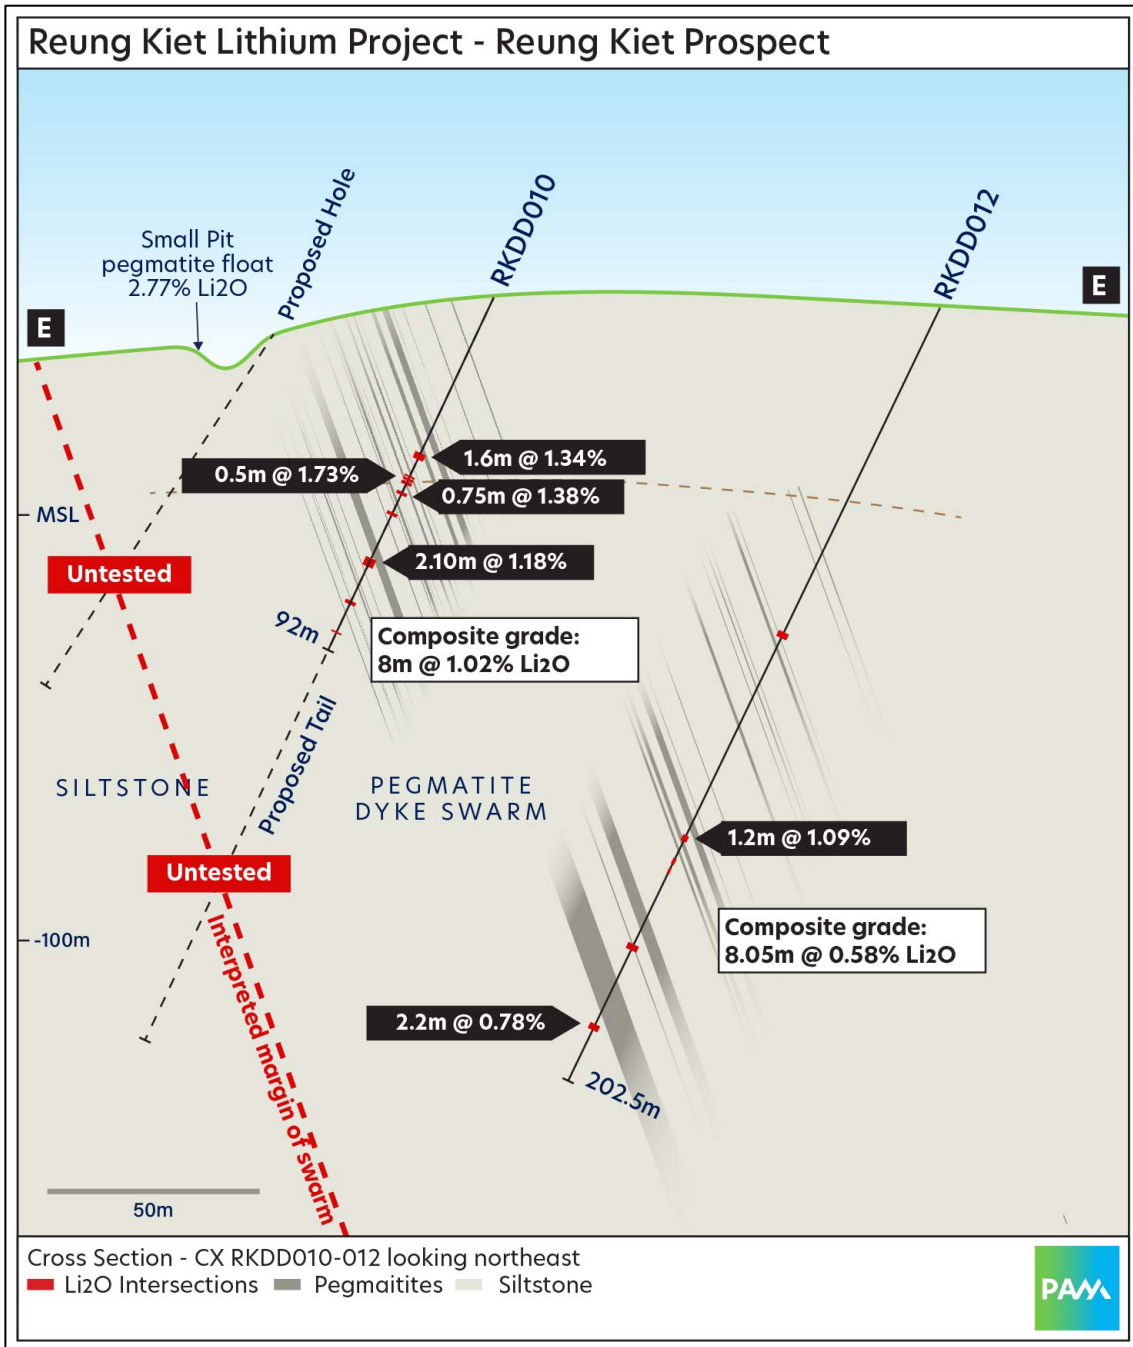 Reung Kiet Lithium Project - Reung Kiet Prospect
Small Pit
pegmatite float
2.77% Li2O
Proposed Hole
RKDD010
RKDD012
E
E
1.6m @ 1.34%
0.5m @ 1.73%
0.75m @ 1.38%
MSL
2.10m @ 1.18%
Untested
92m
Composite grade:
8m @ 1.02% Li2O
Proposed Tail
SILTSTONE
PEGMATITE
DYKE SWARM
1.2m @ 1.09%
Untested
Interpreted margin of swarm
-100m
Composite grade:
8.05m @ 0.58% Li2O
2.2m @ 0.78%
202.5m
50m
Cross Section - CX RKDD010-012 looking northeast
Li2O Intersections Pegmaitites Siltstone
PAM